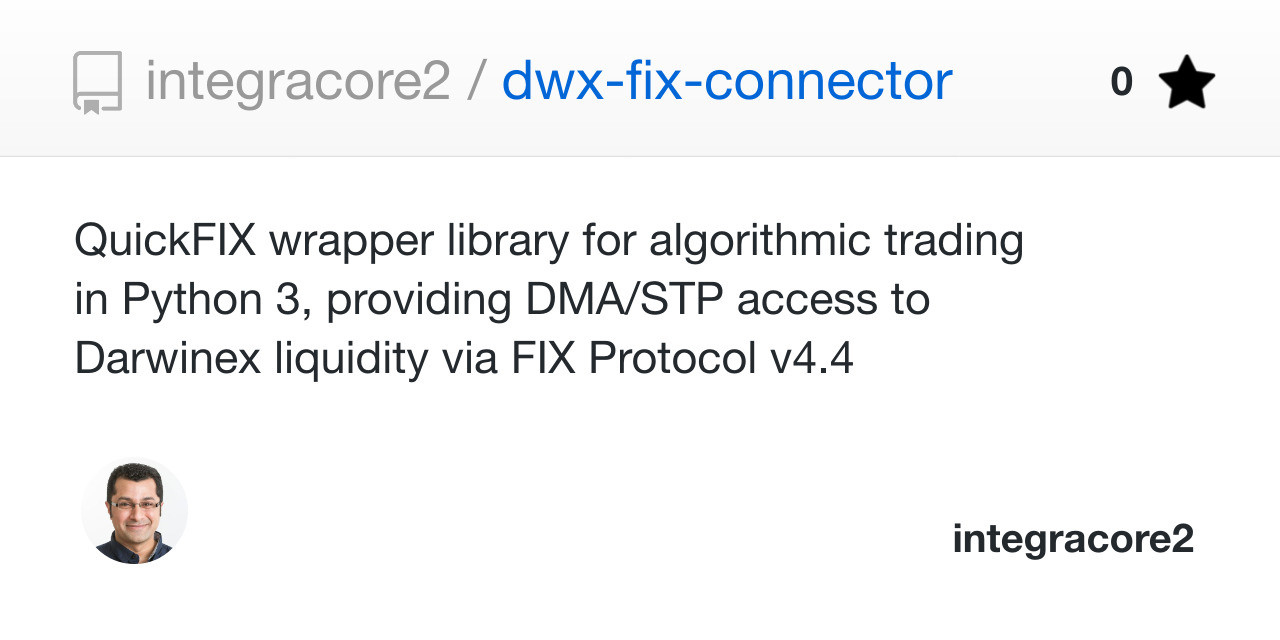 integracore2 / dwx-fix-connector 0
QuickFIX wrapper library for algorithmic trading
in Python 3, providing DMA/STP access to
Darwinex liquidity via FIX Protocol v4.4
integracore2